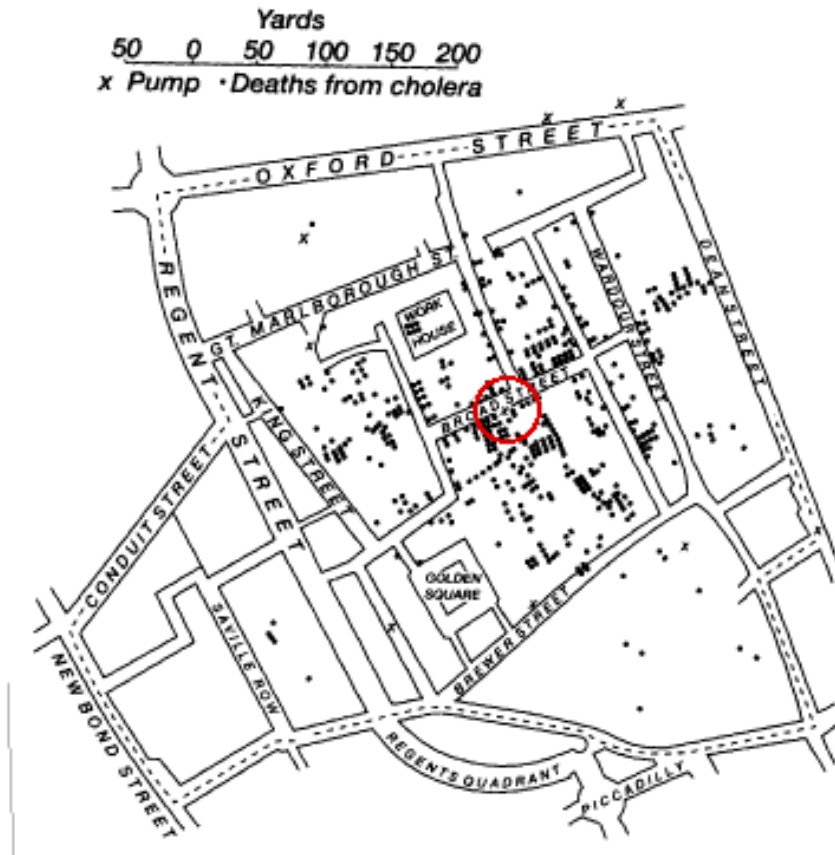 Yards
50 0 50 100 150 200
x Pump · Deaths from cholera
OXFORD STREET
REGENT STREET
GT. MARLBOROUGH ST.
WORK
HOUSE
WARDOUR STREET
DEAN STREET
BROAD STREET
KING STREET
CONDUIT STREET
GOLDEN
SQUARE
SAVILLE ROW
BREWER STREET
NEW BOND STREET
REGENTS QUADRANT
PICCADILLY